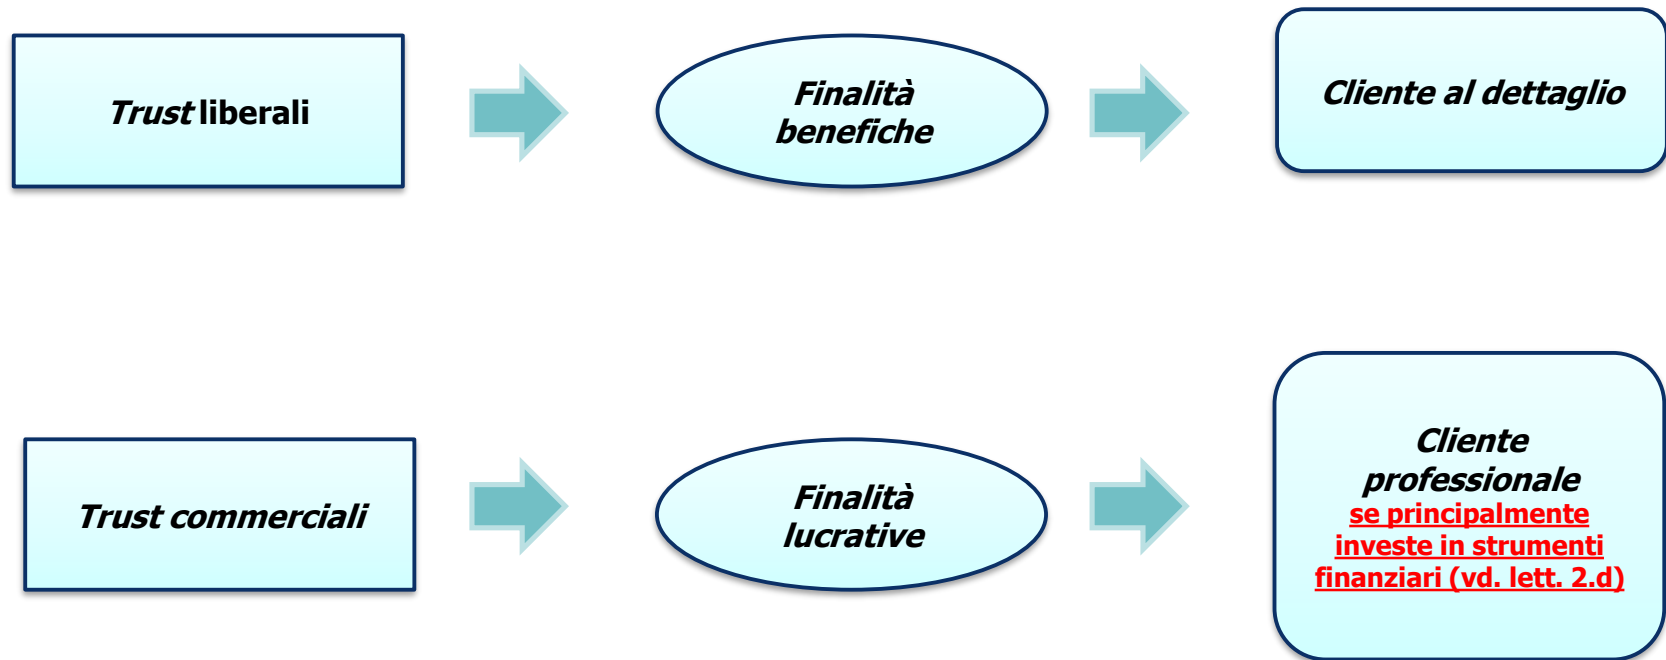 Trust liberali
Finalità
benefiche
Cliente al dettaglio
Trust commerciali
Finalità
lucrative
Cliente
professionale
se principalmente
investe in strumenti
finanziari (vd. lett. 2.d)